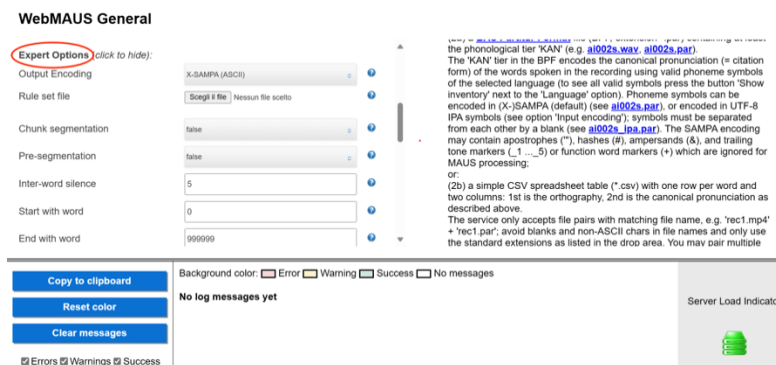 WebMAUS General
Expert Options (click to hide):
Output Encoding
X-SAMPA (ASCII)
Rule set file
Scegli il file Nessun file scelto
Chunk segmentation
false
Pre-segmentation
false
Inter-word silence
5
Start with word
0
End with word
999999
the phonological tier 'KAN' (e.g. ai002s.wav, ai002s.par).
The 'KAN' tier in the BPF encodes the canonical pronunciation (= citation
form) of the words spoken in the recording using valid phoneme symbols
of the selected language (to see all valid symbols press the button 'Show
inventory' next to the 'Language' option). Phoneme symbols can be
encoded in (X-)SAMPA (default) (see ai002s.par), or encoded in UTF-8
IPA symbols (see option 'Input encoding'); symbols must be separated
from each other by a blank (see ai002s_ipa.par). The SAMPA encoding
may contain apostrophes ('"), hashes (#), ampersands (&), and trailing
tone markers (_1 ..._5) or function word markers (+) which are ignored for
MAUS processing;
or:
(2b) a simple CSV spreadsheet table (*.csv) with one row per word and
two columns: 1st is the orthography, 2nd is the canonical pronunciation as
described above.
The service only accepts file pairs with matching file name, e.g. 'rec1.mp4'
+ 'rec1.par'; avoid blanks and non-ASCII chars in file names and only use
the standard extensions as listed in the drop area. You may pair multiple
Copy to clipboard
Reset color
Clear messages
Errors Warnings Success
Background color: Error Warning Success No messages
No log messages yet
Server Load Indicato